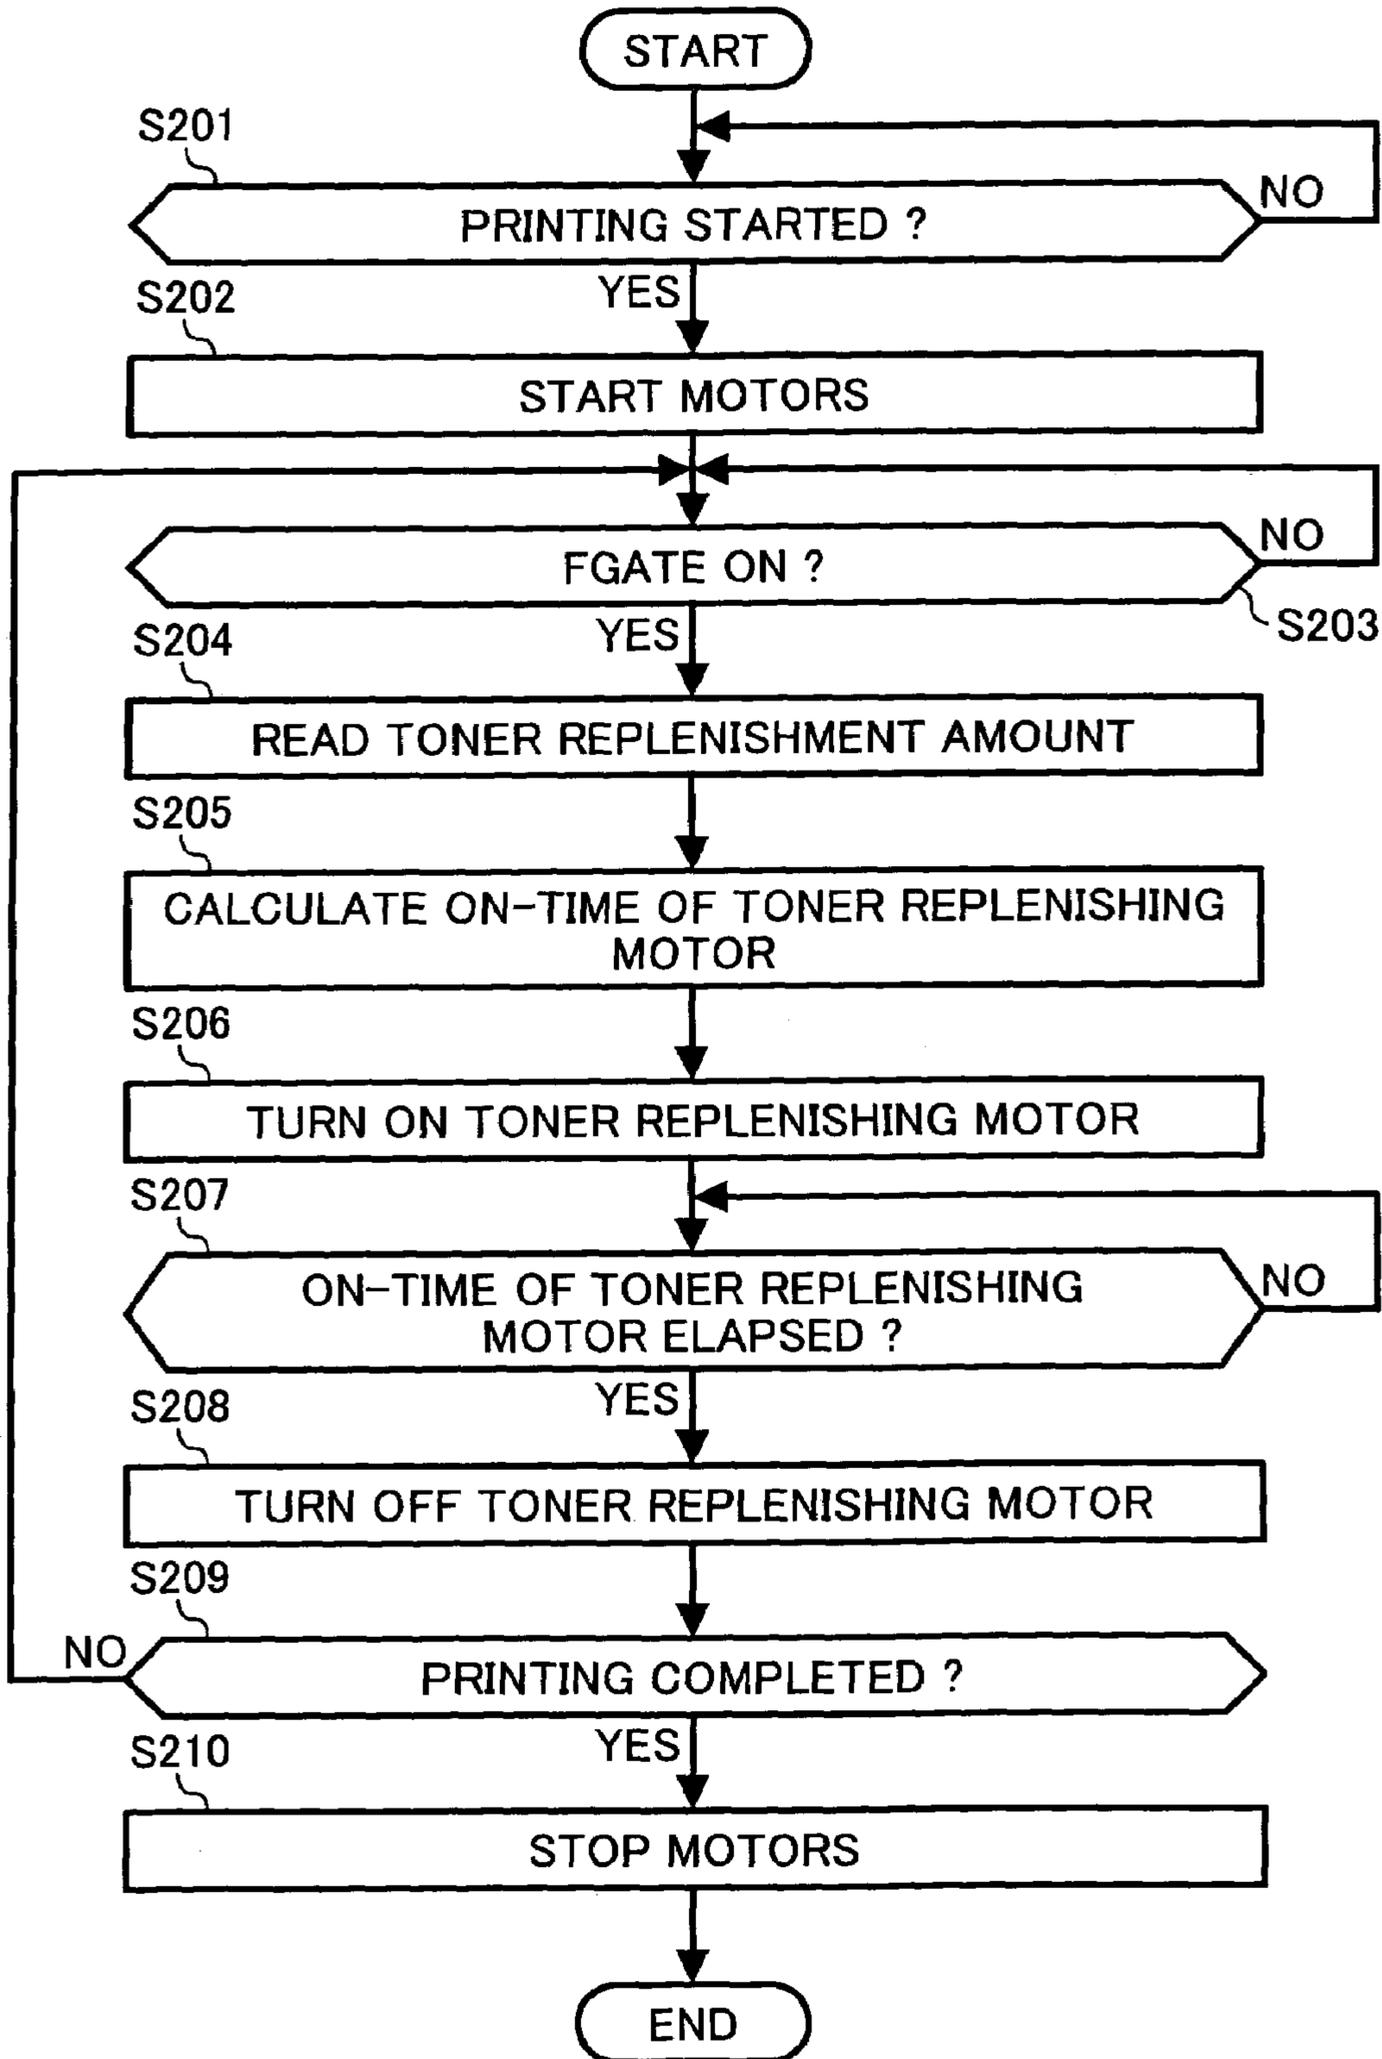 START
S201
NO
PRINTING STARTED ?
YES
S202
START MOTORS
NO
FGATE ON ?
S203
YES
S204
READ TONER REPLENISHMENT AMOUNT
S205
CALCULATE ON-TIME OF TONER REPLENISHING
MOTOR
S206
TURN ON TONER REPLENISHING MOTOR
S207
NO
ON-TIME OF TONER REPLENISHING
MOTOR ELAPSED ?
YES
S208
TURN OFF TONER REPLENISHING MOTOR
S209
NO
PRINTING COMPLETED ?
YES
S210
STOP MOTORS
END